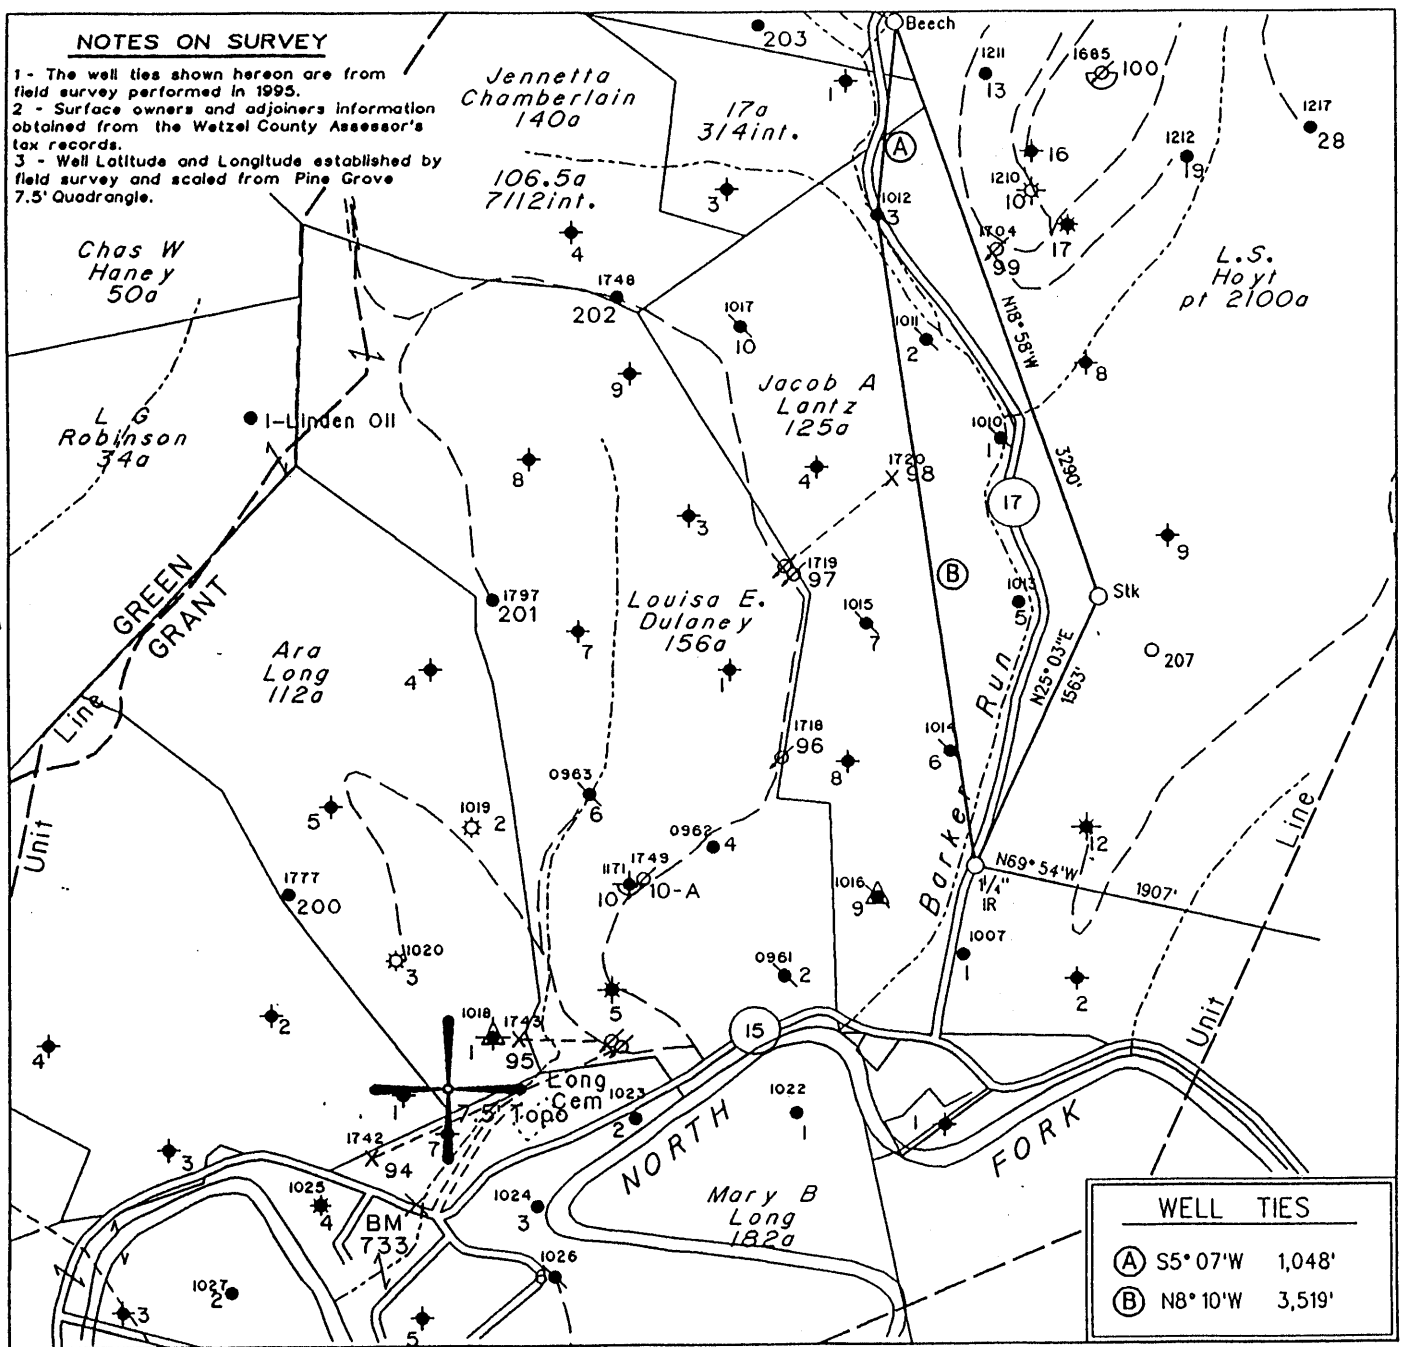 NOTES ON SURVEY
1 - The well ties shown hereon are from
field survey performed in 1995.
2 - Surface owners and adjoiners information
obtained from the Wetzel County Assessor's
tax records.
3 - Well Latitude and Longitude established by
field survey and scaled from Pine Grove
7.5' Quadrangle.
203
Beech
Jennetta
Chamberlain
140a
1
17a
314int.
A
1211
13
1685
100
1217
28
16
1212
19
106.5a
7112int.
3
1012
3
1210
10
4
1704
99
17
Chas W
Haney
50a
L.S.
Hoyt
pt 2100a
1748
202
1017
10
1011
2
N18° 58'W
8
9
Jacob A
Lantz
125a
L G
Robinson
34a
1-Linden Oil
1010
1
3290'
8
4
1720
98
17
3
9
1719
97
B
GREEN
GRANT
1797
201
Louisa E.
Dulaney
156a
1015
7
1013
5
Stk
7
207
Ara
Long
112a
4
1
N25° 03"E
1563'
Run
Line
1718
96
1014
6
8
0963
6
5
1019
2
0962
4
Barker
12
Line
Unit
1171
10
1749
10-A
1016
9
N69° 54'W
1907'
1 1/4"
IR
1777
200
11020
3
0961
2
1007
1
2
5
2
4
1018
1
1743
95
15
Unit
Long
Cem
7.5' Topo
1
7
1023
2
1022
1
1
NORTH
FORK
1742
94
3
1025
4
1024
3
Mary B
Long
182a
BM
733
1026
6
1027
2
3
5
WELL TIES
A S5° 07'W 1,048'
B N8° 10'W 3,519'